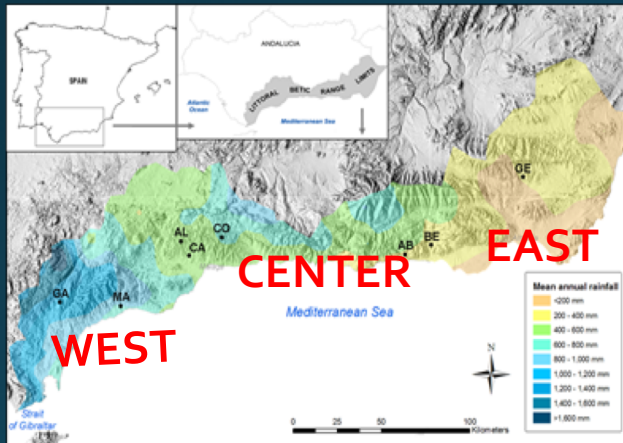 SPAIN
ANDALUCIA
LITTORAL BETIC RANGE LIMITS
Atlantic
Ocean
Mediterranean Sea
GE
AL
CO
CA
AB
BE
EAST
CENTER
GA
MA
Mediterranean Sea
WEST
Strait
of Gibraltar
N
0 25 50 75 100
Kilometers
Mean annual rainfall
<200 mm
200 - 400 mm
400 - 600 mm
600 - 800 mm
800 - 1,000 mm
1,000 - 1,200 mm
1,200 - 1,400 mm
1,400 - 1,600 mm
>1,600 mm